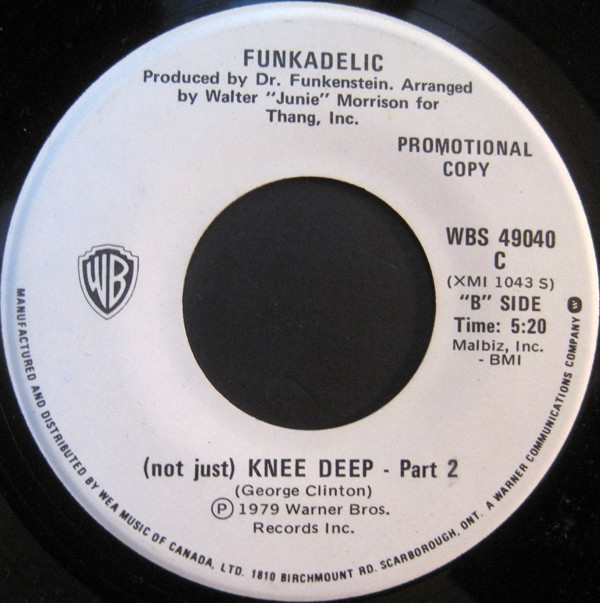 FUNKADELIC
Produced by Dr. Funkenstein. Arranged
by Walter "Junie" Morrison for
Thang, Inc.
PROMOTIONAL
COPY
WB
WBS 49040
C
(XMI 1043 S)
"B" SIDE
Time: 5:20
Malbiz, Inc.
- BMI
(not just) KNEE DEEP - Part 2
(George Clinton)
Ⓟ 1979 Warner Bros.
Records Inc.
MANUFACTURED AND DISTRIBUTED BY WEA MUSIC OF CANADA, LTD. 1810 BIRCHMOUNT RD. SCARBOROUGH, ONT. A WARNER COMMUNICATIONS COMPANY